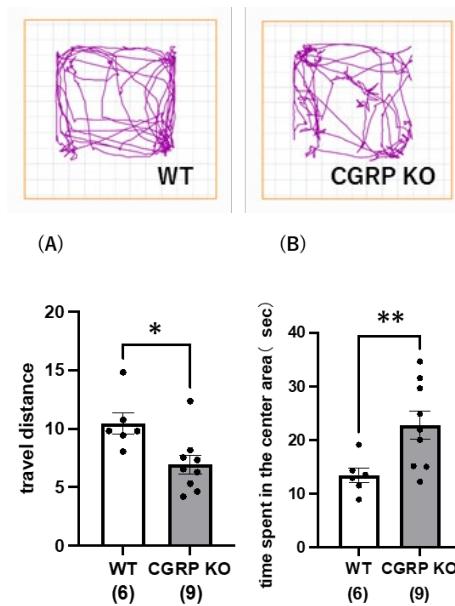 WT
CGRP KO
(A)
(B)
travel distance
20
15
10
5
0
*
WT
CGRP KO
(6)
(9)
time spent in the center area( sec)
40
30
20
10
0
**
WT
CGRP KO
(6)
(9)